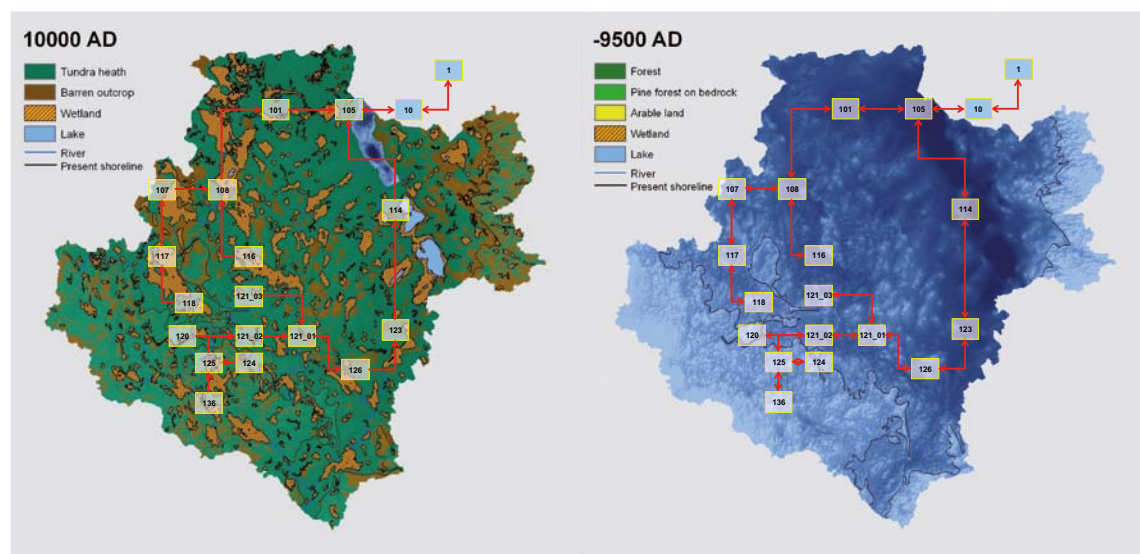 10000 AD
Tundra heath
Barren outcrop
Wetland
Lake
River
Present shoreline
1
101
105
10
107
108
114
117
116
118
121_03
120
121_02
121_01
123
125
124
126
136
-9500 AD
Forest
Pine forest on bedrock
Arable land
Wetland
Lake
River
Present shoreline
1
101
105
10
107
108
114
117
116
118
121_03
120
121_02
121_01
123
125
124
126
136